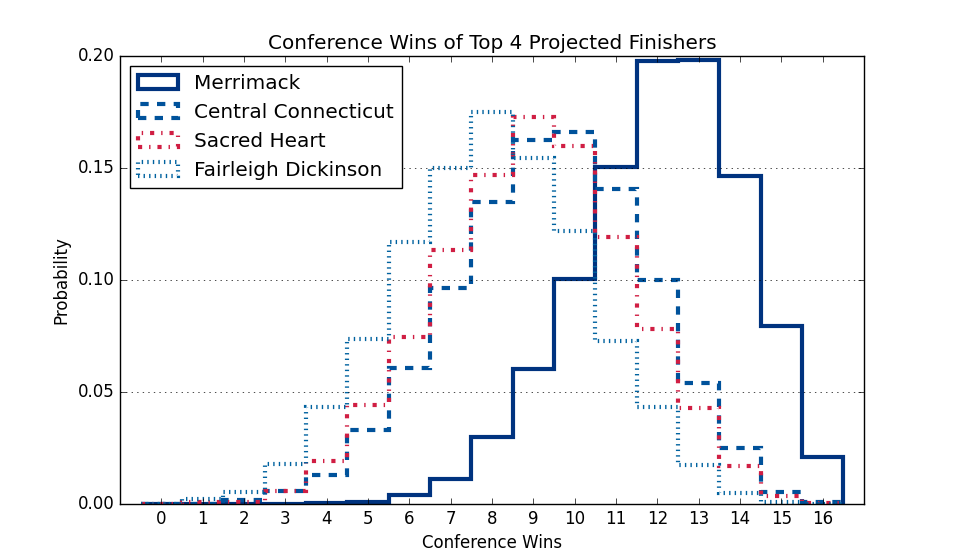 Conference Wins of Top 4 Projected Finishers
0.20
0.15
0.10
0.05
0.00
Probability
Merrimack
Central Connecticut
Sacred Heart
Fairleigh Dickinson
0 1 2 3 4 5 6 7 8 9 10 11 12 13 14 15 16
Conference Wins